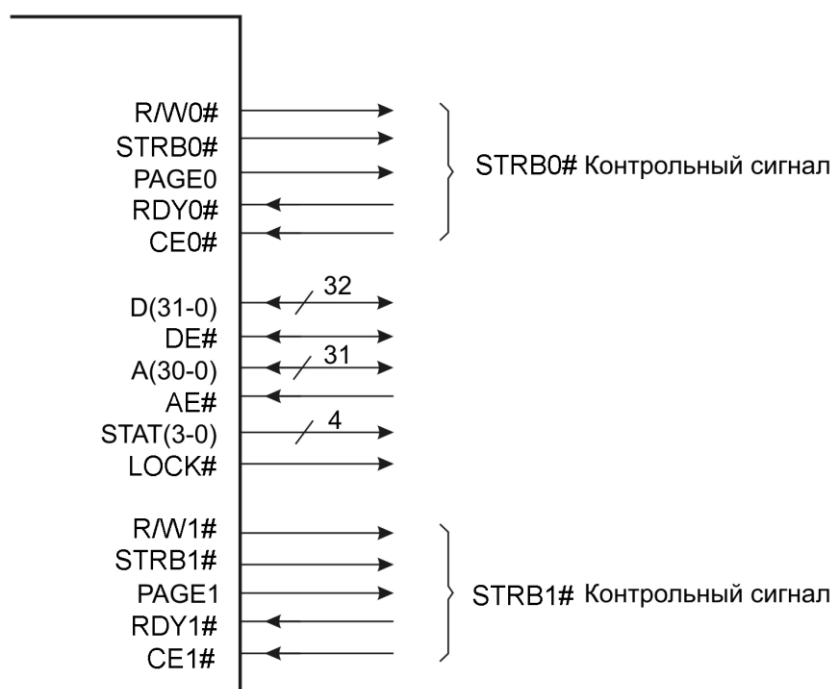 R/W0#
STRB0#
PAGE0
RDY0#
CE0#
STRB0# Контрольный сигнал
32
D(31-0)
DE#
31
A(30-0)
AE#
4
STAT(3-0)
LOCK#
R/W1#
STRB1#
PAGE1
RDY1#
CE1#
STRB1# Контрольный сигнал